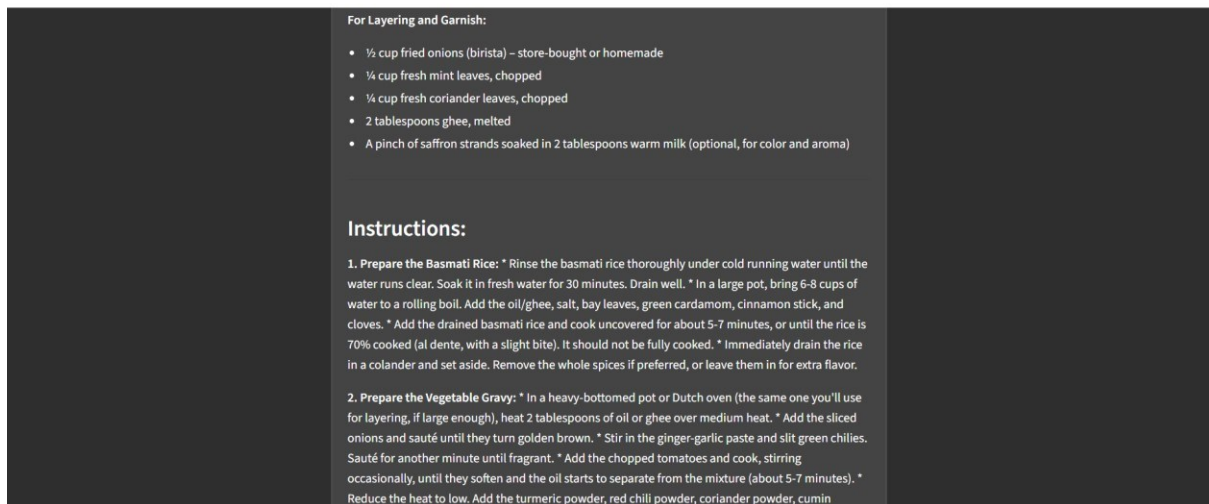 For Layering and Garnish:
• ½ cup fried onions (birista) – store-bought or homemade
• ¼ cup fresh mint leaves, chopped
• ¼ cup fresh coriander leaves, chopped
• 2 tablespoons ghee, melted
• A pinch of saffron strands soaked in 2 tablespoons warm milk (optional, for color and aroma)
Instructions:
1. Prepare the Basmati Rice: * Rinse the basmati rice thoroughly under cold running water until the
water runs clear. Soak it in fresh water for 30 minutes. Drain well. * In a large pot, bring 6-8 cups of
water to a rolling boil. Add the oil/ghee, salt, bay leaves, green cardamom, cinnamon stick, and
cloves. * Add the drained basmati rice and cook uncovered for about 5-7 minutes, or until the rice is
70% cooked (al dente, with a slight bite). It should not be fully cooked. * Immediately drain the rice
in a colander and set aside. Remove the whole spices if preferred, or leave them in for extra flavor.
2. Prepare the Vegetable Gravy: * In a heavy-bottomed pot or Dutch oven (the same one you'll use
for layering, if large enough), heat 2 tablespoons of oil or ghee over medium heat. * Add the sliced
onions and sauté until they turn golden brown. * Stir in the ginger-garlic paste and slit green chilies.
Sauté for another minute until fragrant. * Add the chopped tomatoes and cook, stirring
occasionally, until they soften and the oil starts to separate from the mixture (about 5-7 minutes). *
Reduce the heat to low. Add the turmeric powder, red chili powder, coriander powder, cumin